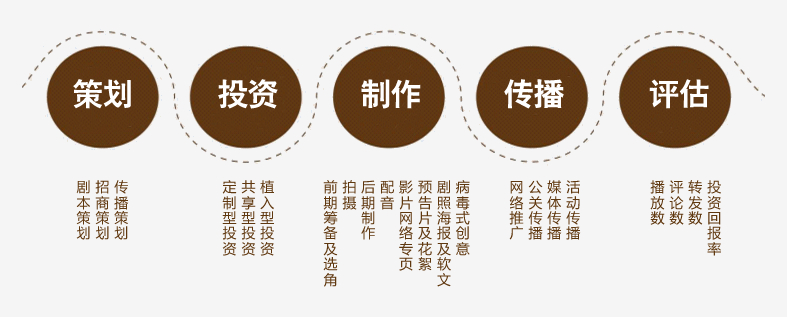 策划
投资
制作
传播
评估
剧本策划
招商策划
传播策划
定制型投资
共享型投资
植入型投资
前期筹备及选角
拍摄
后期制作
配音
影片网络专页
预告片及花絮
剧照海报及软文
病毒式创意
网络推广
公关传播
媒体传播
活动传播
播放数
评论数
转发数
投资回报率